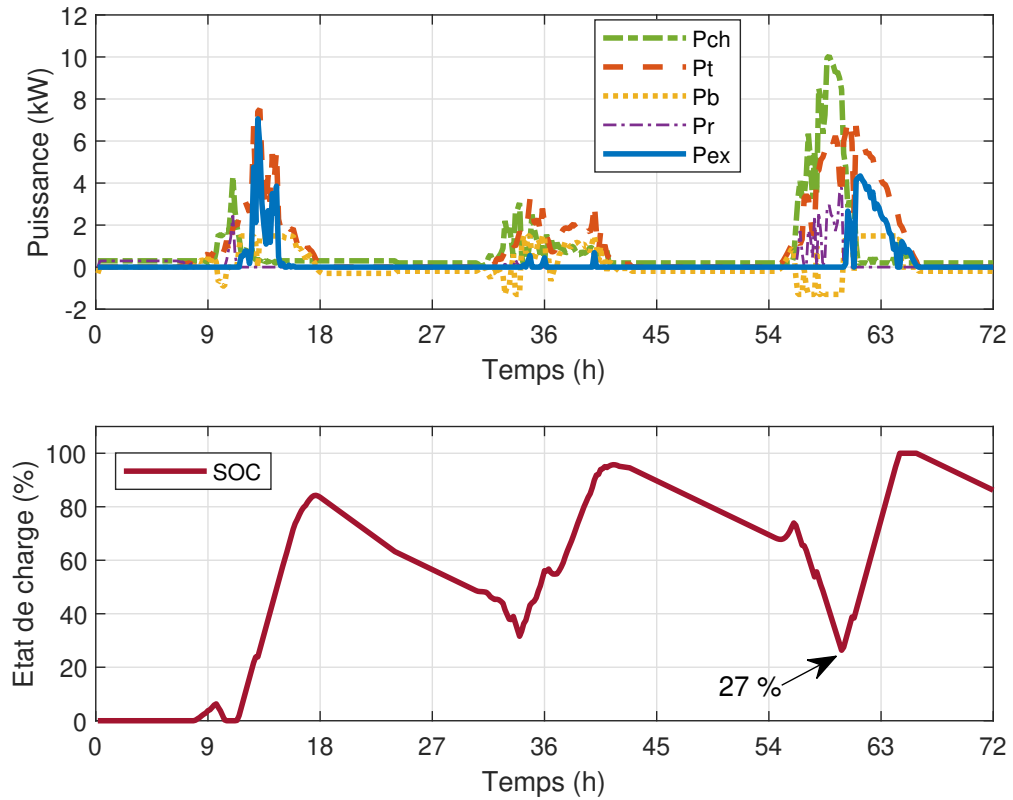 12
10
8
6
4
2
0
-2
Puissance (kW)
Pch
Pt
Pb
Pr
Pex
0 9 18 27 36 45 54 63 72
Temps (h)
100
80
60
40
20
0
Etat de charge (%)
SOC
27 %
0 9 18 27 36 45 54 63 72
Temps (h)